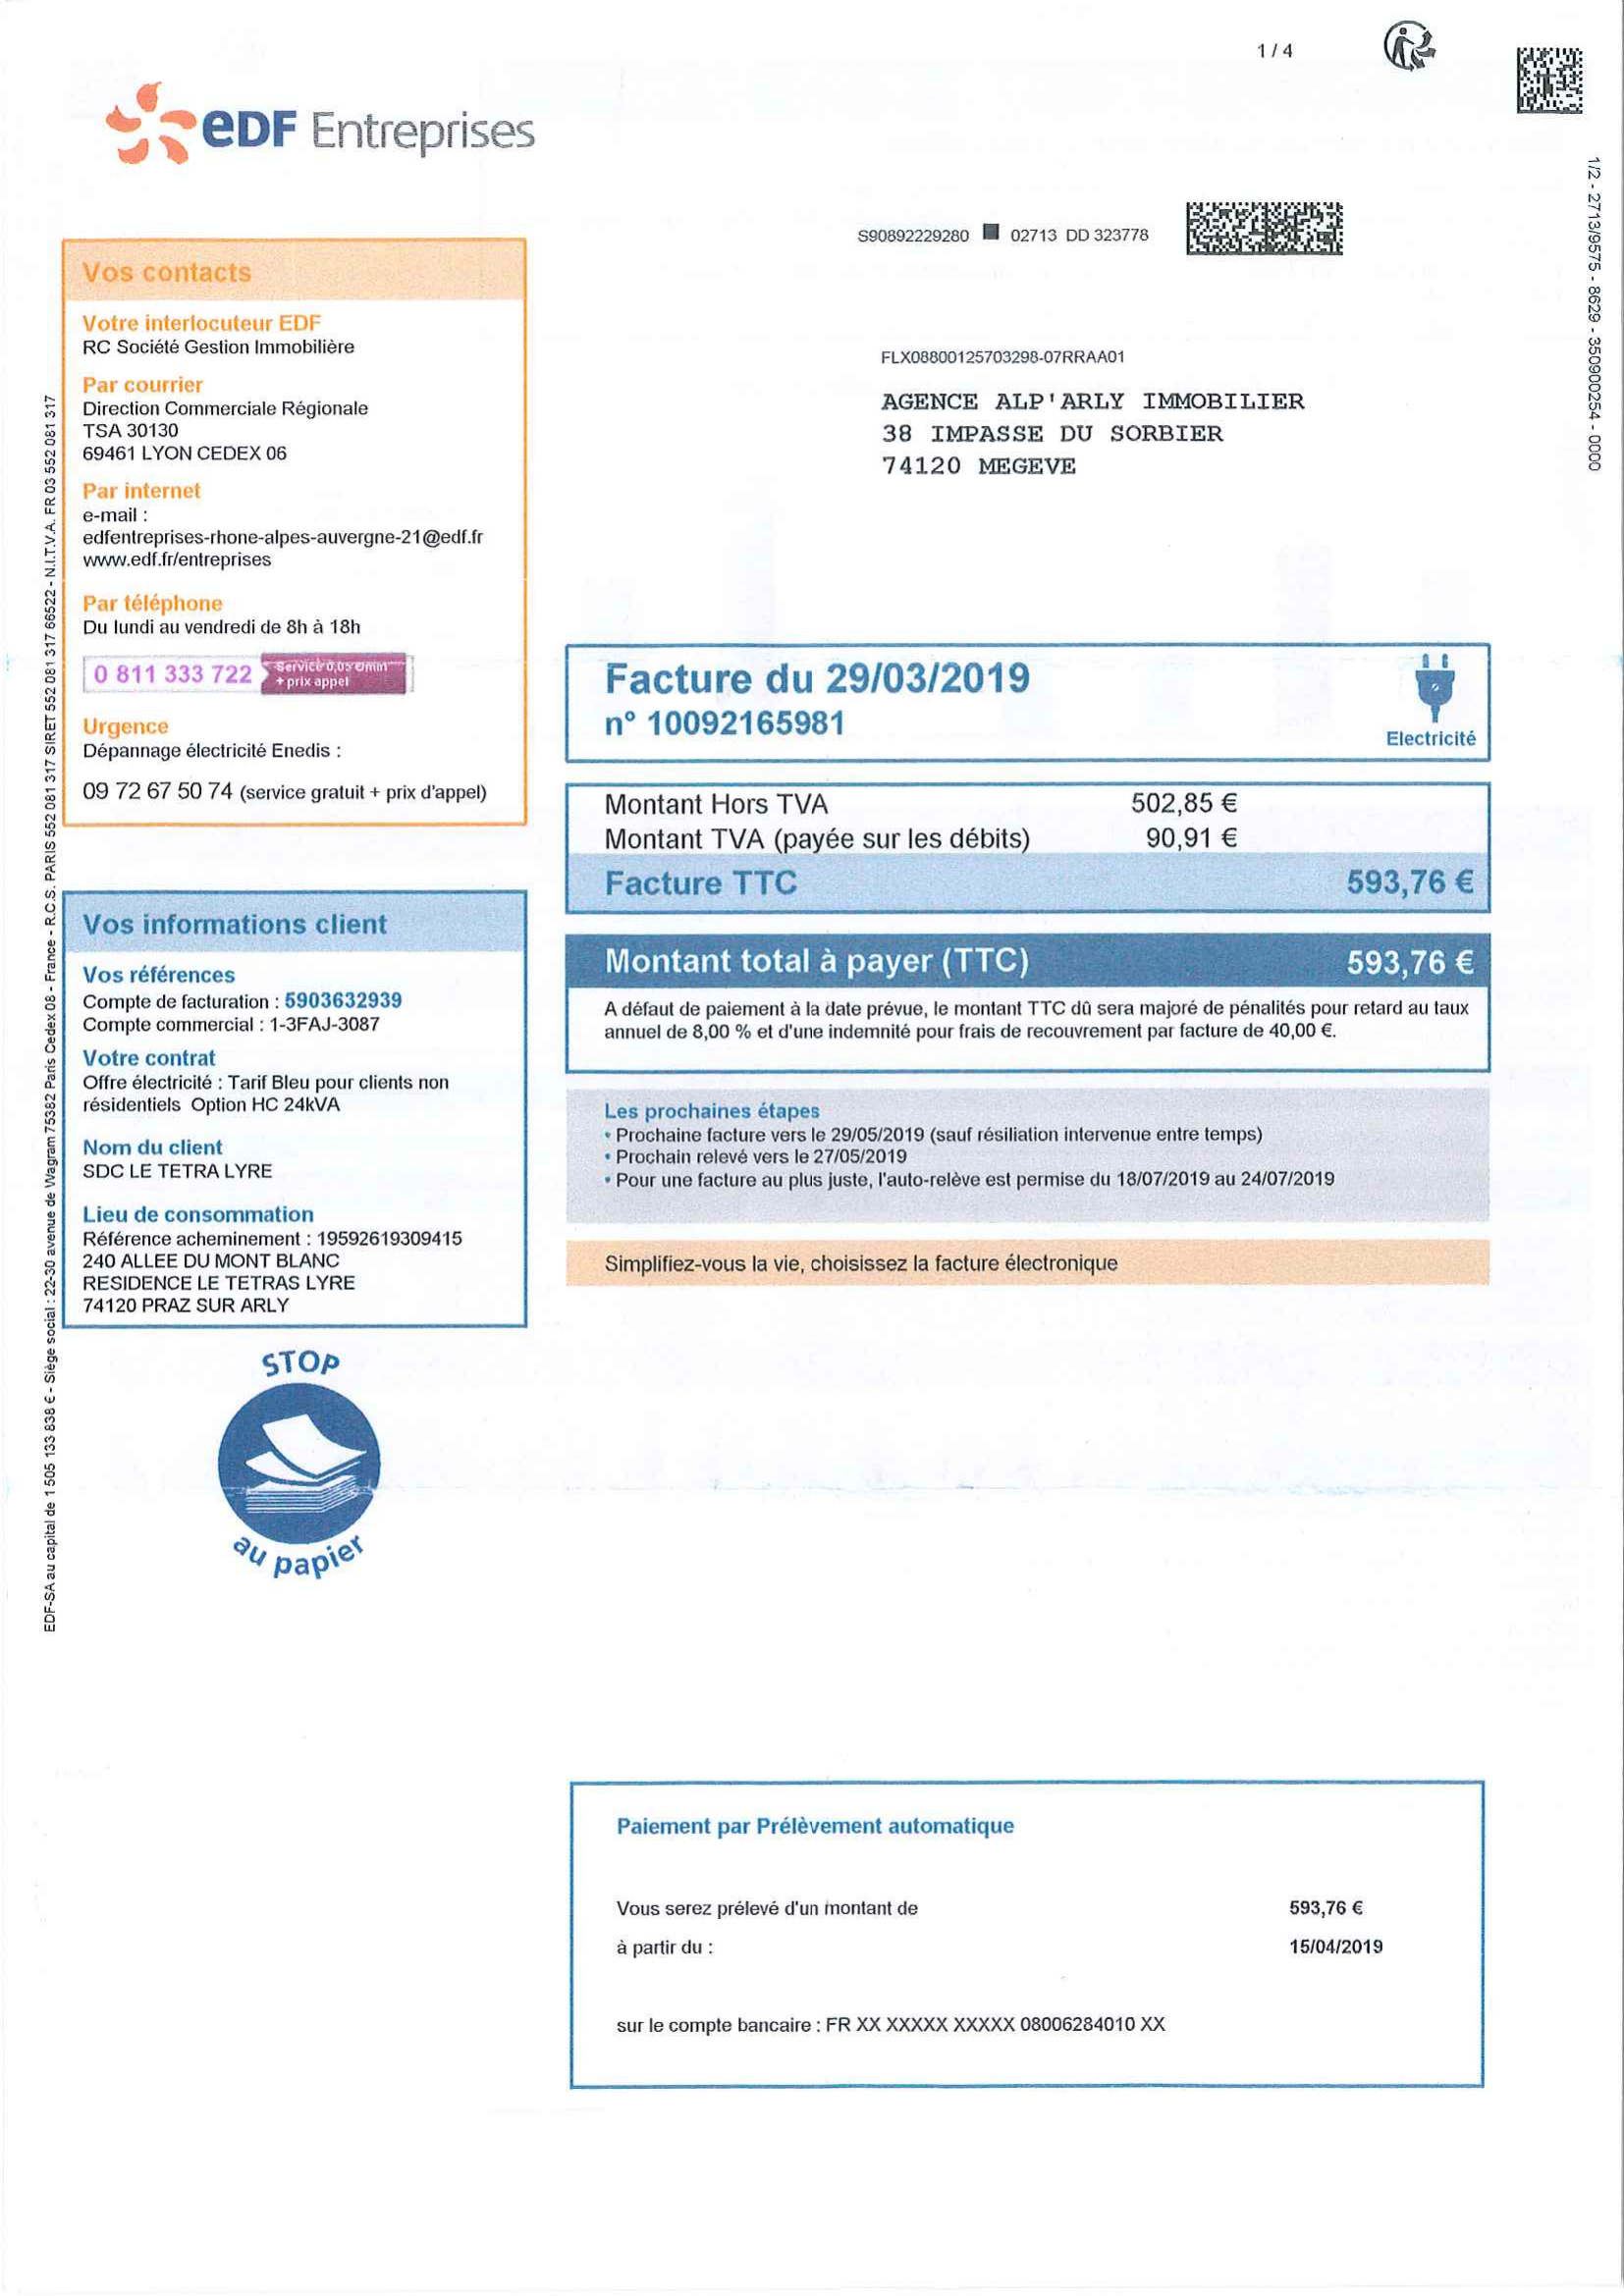 1 / 4
eDF Entreprises
1/2 - 2713/9575 - 8629 - 350900254 - 0000
S90892229280 02713 DD 323778
Vos contacts
Votre interlocuteur EDF
RC Société Gestion Immobilière
Par courrier
Direction Commerciale Régionale
TSA 30130
69461 LYON CEDEX 06
Par internet
e-mail :
edfentreprises-rhone-alpes-auvergne-21@edf.fr
www.edf.fr/entreprises
Par téléphone
Du lundi au vendredi de 8h à 18h
0 811 333 722
Service 0,05 €/min
+ prix appel
Urgence
Dépannage électricité Enedis :
09 72 67 50 74 (service gratuit + prix d'appel)
FLX08800125703298-07RRAA01
AGENCE ALP'ARLY IMMOBILIER
38 IMPASSE DU SORBIER
74120 MEGEVE
Facture du 29/03/2019
n° 10092165981
Electricité
Montant Hors TVA 502,85 €
Montant TVA (payée sur les débits) 90,91 €
Facture TTC 593,76 €
Montant total à payer (TTC) 593,76 €
A défaut de paiement à la date prévue, le montant TTC dû sera majoré de pénalités pour retard au taux
annuel de 8,00 % et d'une indemnité pour frais de recouvrement par facture de 40,00 €.
Les prochaines étapes
• Prochaine facture vers le 29/05/2019 (sauf résiliation intervenue entre temps)
• Prochain relevé vers le 27/05/2019
• Pour une facture au plus juste, l'auto-relève est permise du 18/07/2019 au 24/07/2019
Simplifiez-vous la vie, choisissez la facture électronique
Vos informations client
Vos références
Compte de facturation : 5903632939
Compte commercial : 1-3FAJ-3087
Votre contrat
Offre électricité : Tarif Bleu pour clients non
résidentiels Option HC 24kVA
Nom du client
SDC LE TETRA LYRE
Lieu de consommation
Référence acheminement : 19592619309415
240 ALLEE DU MONT BLANC
RESIDENCE LE TETRAS LYRE
74120 PRAZ SUR ARLY
STOP
au papier
EDF-SA au capital de 1 505 133 838 € - Siège social : 22-30 avenue de Wagram 75382 Paris Cedex 08 - France - R.C.S. PARIS 552 081 317 SIRET 552 081 317 66522 - N.I.T.V.A. FR 03 552 081 317
Paiement par Prélèvement automatique
Vous serez prélevé d'un montant de 593,76 €
à partir du : 15/04/2019
sur le compte bancaire : FR XX XXXXX XXXXX 08006284010 XX